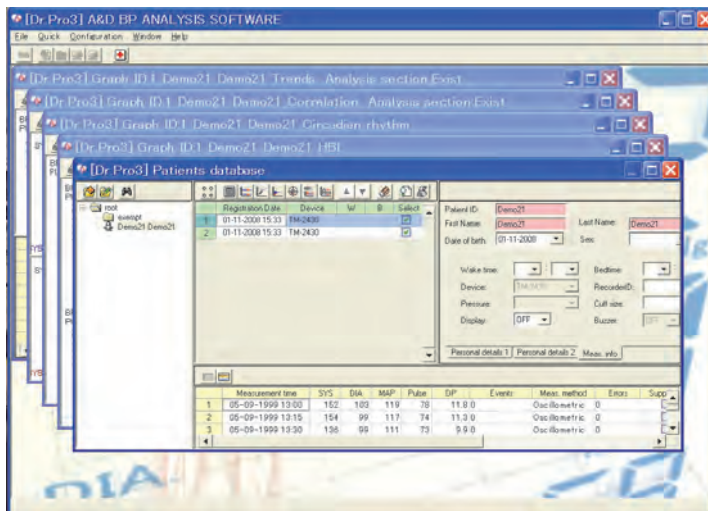 [Dr.Pro3] A&D BP ANALYSIS SOFTWARE
File Quick Configuration Window Help
[Dr.Pro3] Graph ID:1 Demo21 Demo21 Trends Analysis section:Exist
[Dr.Pro3] Graph ID:1 Demo21 Demo21 Correlation Analysis section:Exist
[Dr.Pro3] Graph ID:1 Demo21 Demo21 Circadian rhythm
[Dr.Pro3] Graph ID:1 Demo21 Demo21 HBI
[Dr.Pro3] Patients database
root
exempt
Demo21 Demo21
Registration Date Device W B Select
1 01-11-2008 15:33 TM-2430
2 01-11-2008 15:33 TM-2430
Patient ID: Demo21
First Name: Demo21 Last Name: Demo21
Date of birth: 01-11-2008 Sex:
Wake time: : Bedtime:
Device: TM-2430 RecorderID:
Pressure: Cuff size:
Display: OFF Buzzer: OFF
Personal details 1 Personal details 2 Meas. info
Measurement time SYS DIA MAP Pulse DP Events Meas. method Errors Supp
1 05-09-1999 13:00 152 103 119 78 11.8 0 Oscillometric 0
2 05-09-1999 13:15 154 99 117 74 11.3 0 Oscillometric 0
3 05-09-1999 13:30 136 99 111 73 9.9 0 Oscillometric 0
DIA